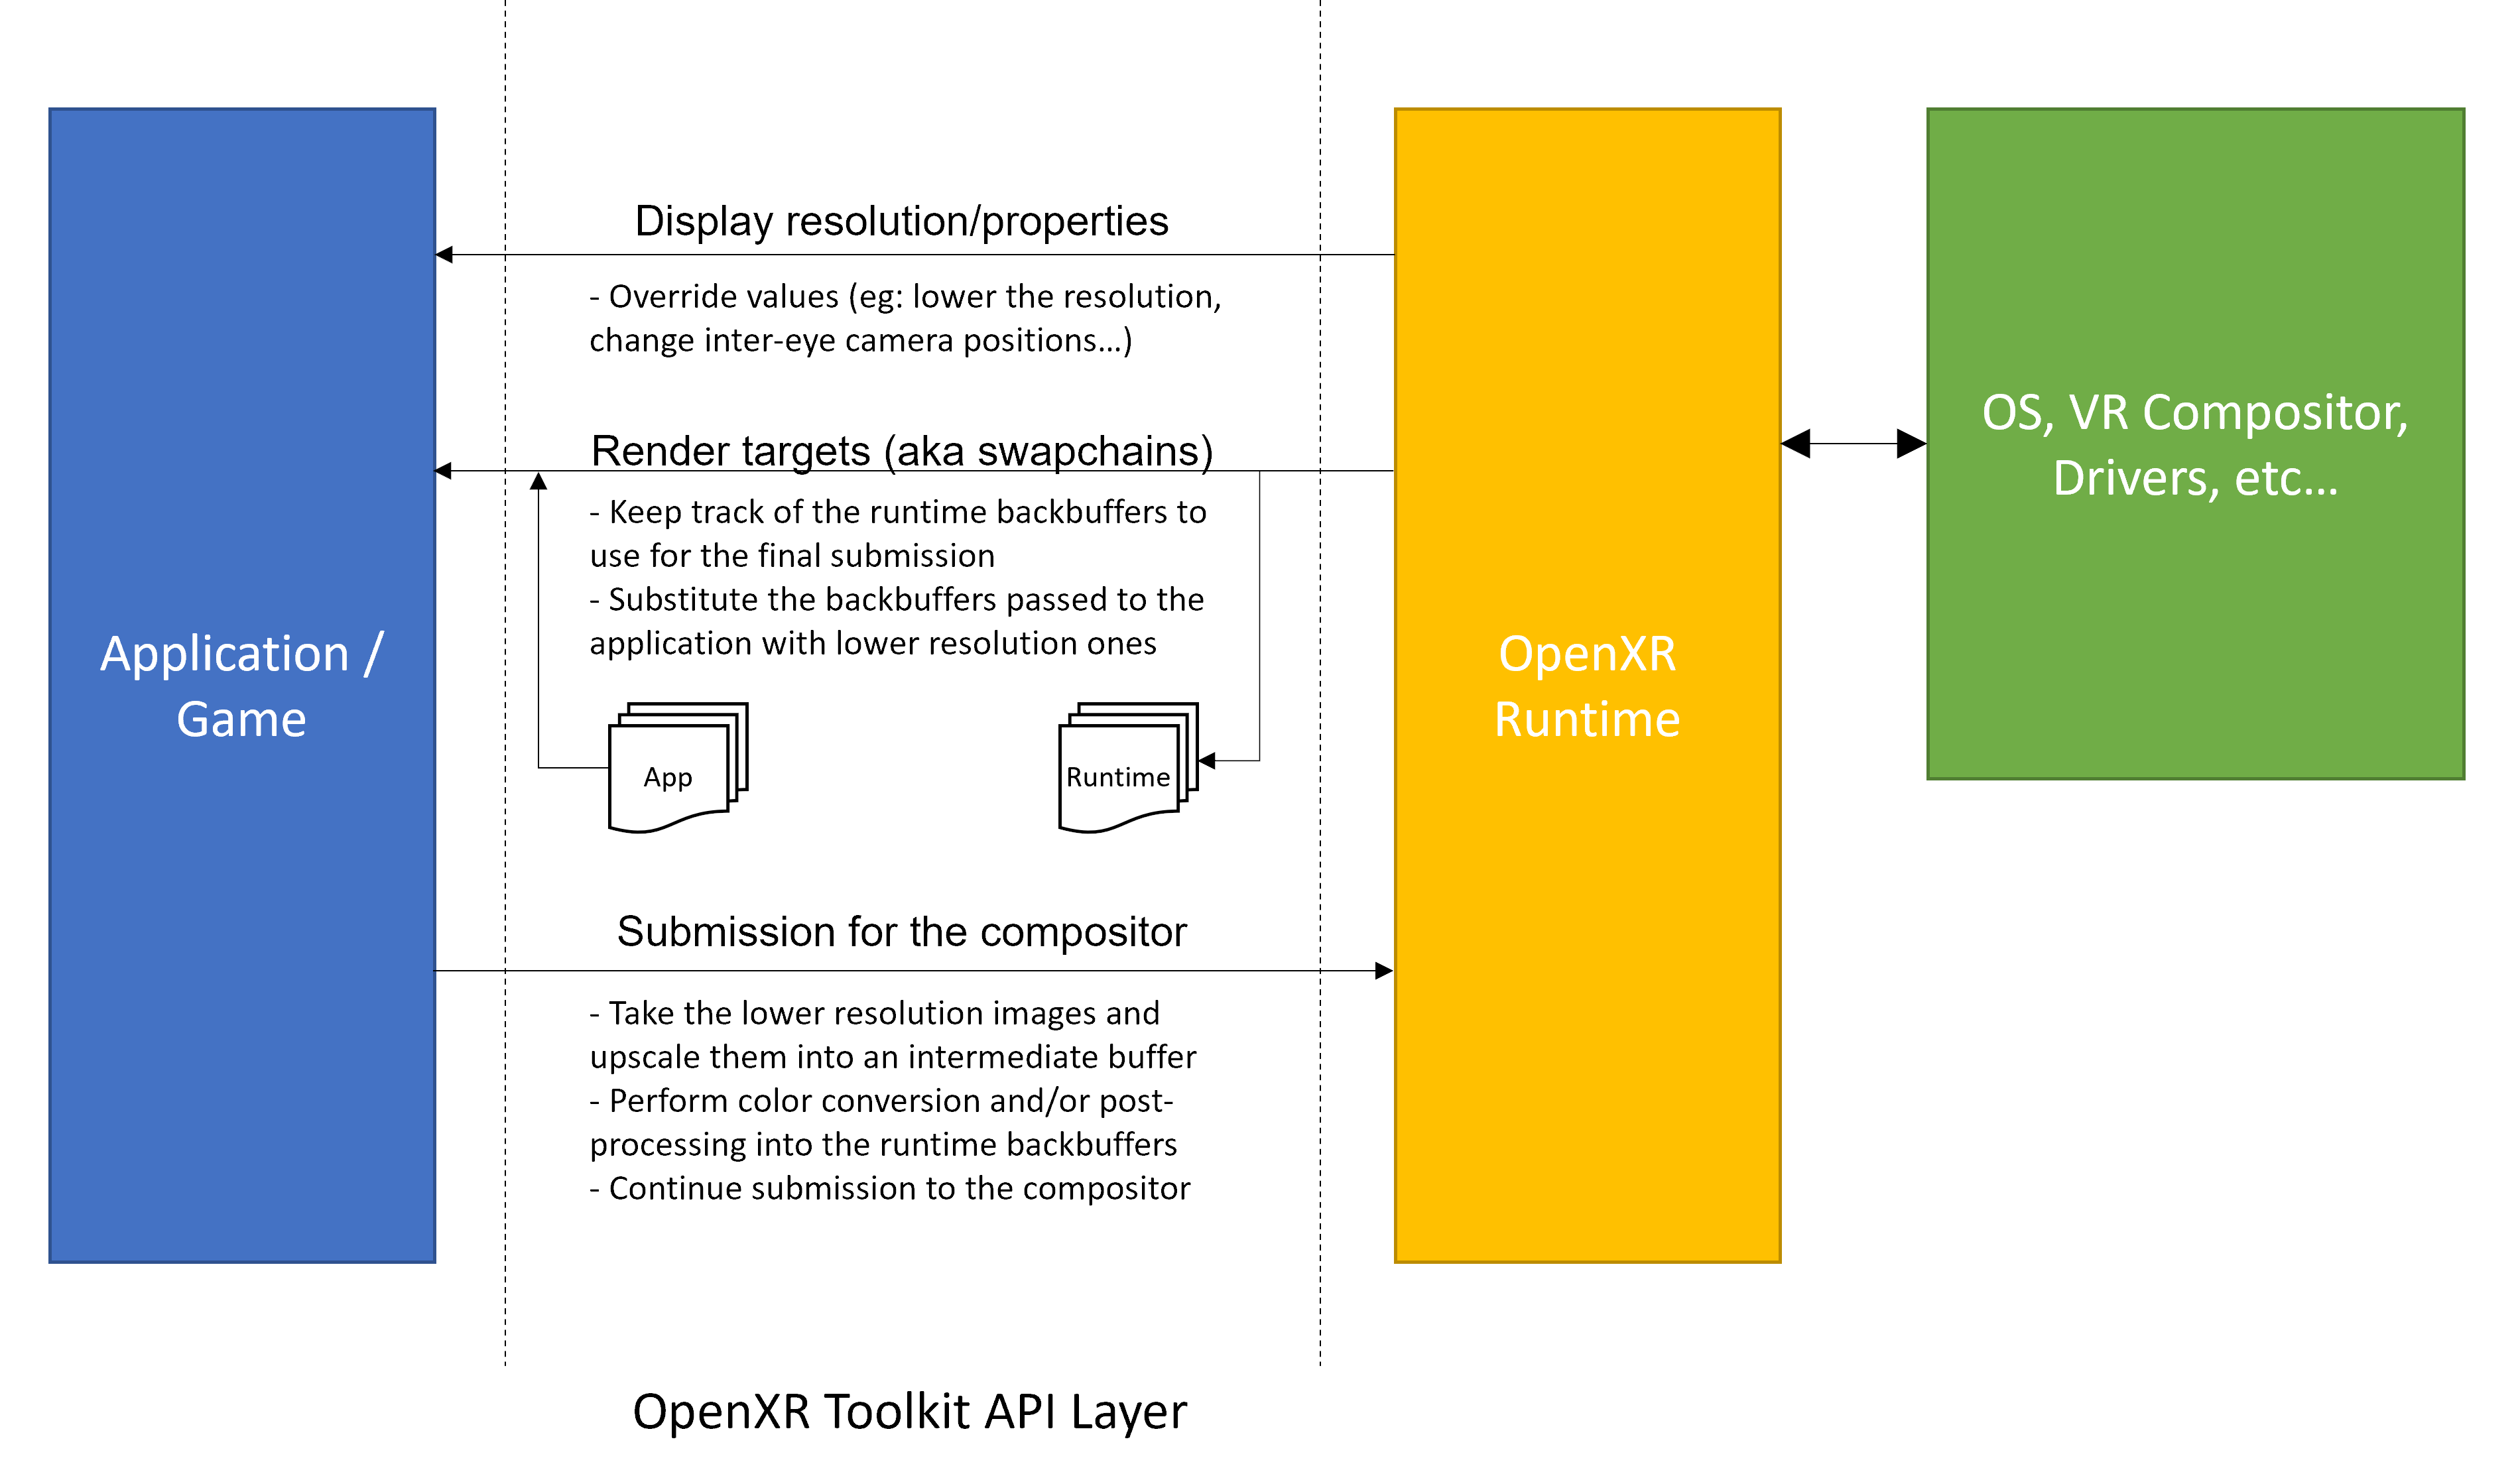 Application /
Game
Display resolution/properties
- Override values (eg: lower the resolution,
change inter-eye camera positions…)
Render targets (aka swapchains)
- Keep track of the runtime backbuffers to
use for the final submission
- Substitute the backbuffers passed to the
application with lower resolution ones
App
Runtime
Submission for the compositor
- Take the lower resolution images and
upscale them into an intermediate buffer
- Perform color conversion and/or post-
processing into the runtime backbuffers
- Continue submission to the compositor
OpenXR Toolkit API Layer
OpenXR
Runtime
OS, VR Compositor,
Drivers, etc…